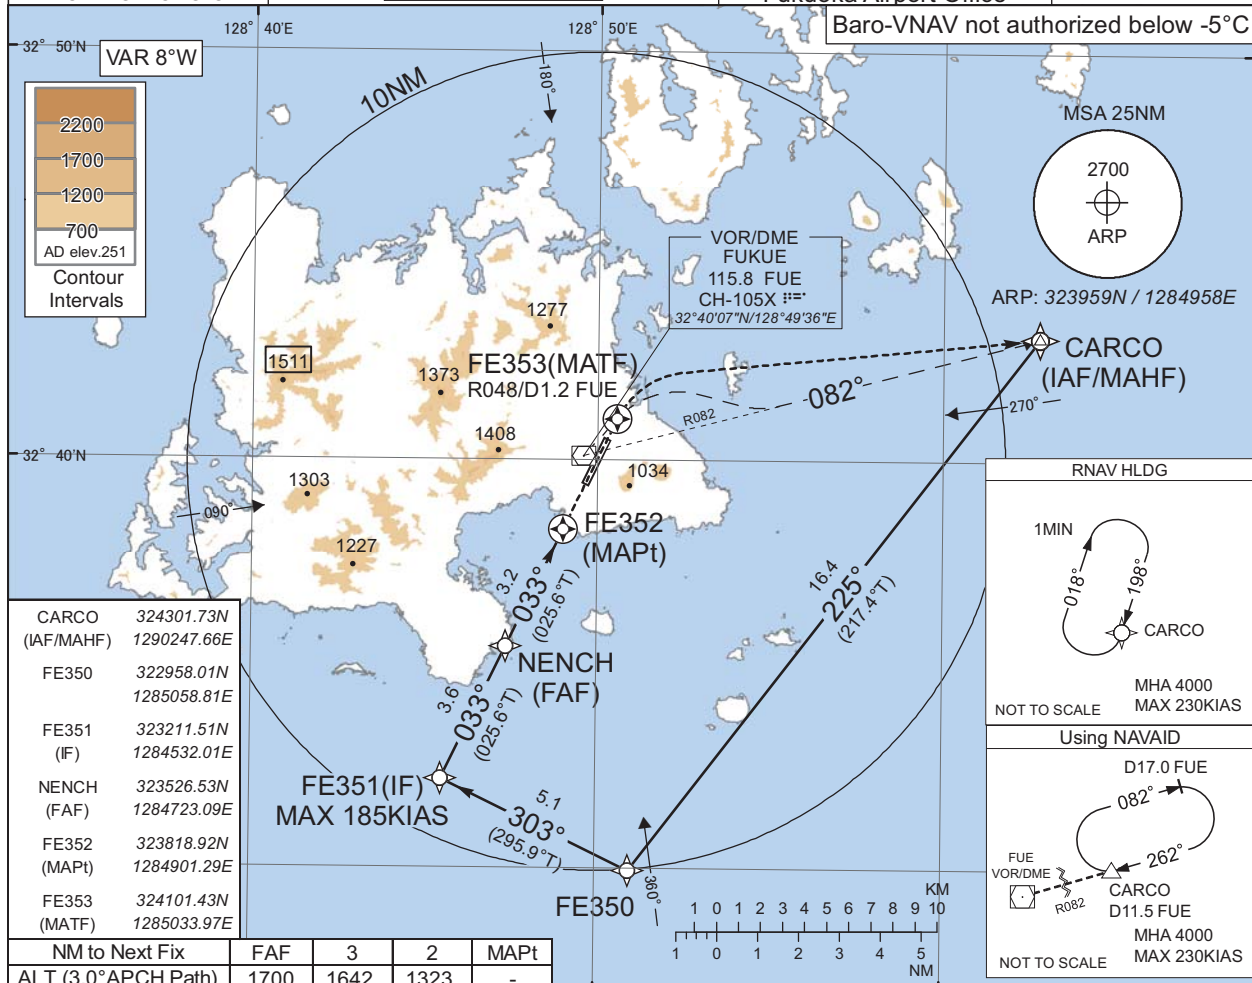 Fukuoka Airport Office
Baro-VNAV not authorized below -5°C
128° 40'E
128° 50'E
32° 50'N
VAR 8°W
10NM
180°
2200
1700
1200
700
AD elev.251
Contour
Intervals
MSA 25NM
2700
ARP
ARP: 323959N / 1284958E
VOR/DME
FUKUE
115.8 FUE
CH-105X
32°40'07"N/128°49'36"E
1277
1511
1373
FE353(MATF)
R048/D1.2 FUE
1408
1303
1227
1034
CARCO
(IAF/MAHF)
082°
R082
270°
32° 40'N
090°
FE352
(MAPt)
3.2
033°
(025.6°T)
NENCH
(FAF)
3.6
033°
(025.6°T)
FE351(IF)
MAX 185KIAS
5.1
303°
(295.9°T)
FE350
360°
16.4
225°
(217.4°T)
RNAV HLDG
1MIN
018°
198°
CARCO
MHA 4000
MAX 230KIAS
NOT TO SCALE
Using NAVAID
D17.0 FUE
082°
262°
FUE
VOR/DME
R082
CARCO
D11.5 FUE
MHA 4000
MAX 230KIAS
NOT TO SCALE
CARCO 324301.73N
(IAF/MAHF) 1290247.66E
FE350 322958.01N
1285058.81E
FE351 323211.51N
(IF) 1284532.01E
NENCH 323526.53N
(FAF) 1284723.09E
FE352 323818.92N
(MAPt) 1284901.29E
FE353 324101.43N
(MATF) 1285033.97E
KM
1 0 1 2 3 4 5 6 7 8 9 10
1 0 1 2 3 4 5
NM
NM to Next Fix FAF 3 2 MAPt
ALT (3.0°APCH Path) 1700 1642 1323 -